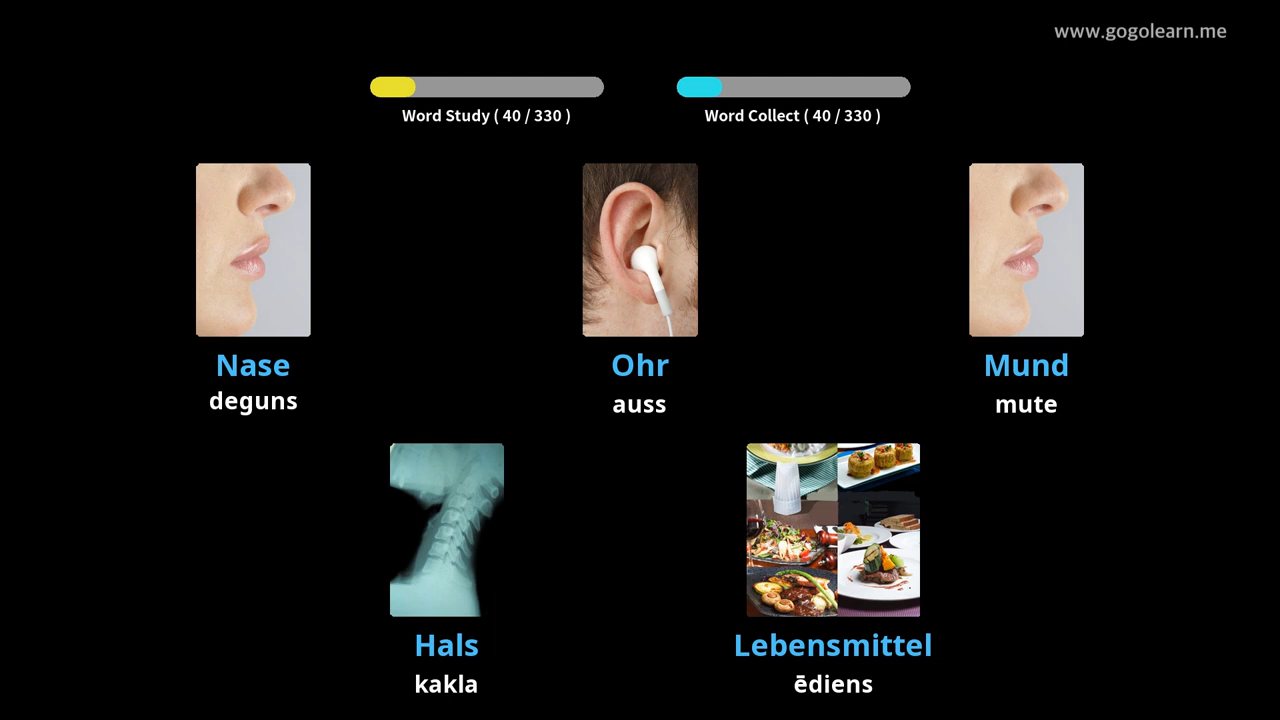 www.gogolearn.me
Word Study ( 40 / 330 )
Word Collect ( 40 / 330 )
Nase
deguns
Ohr
auss
Mund
mute
Hals
kakla
Lebensmittel
ēdiens